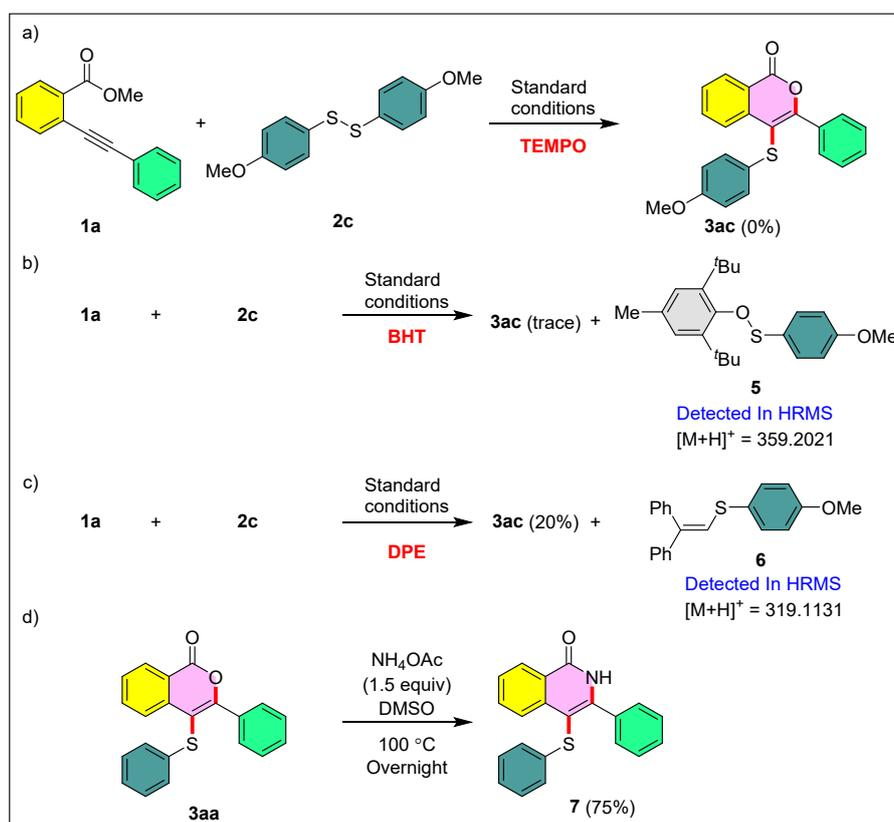 a)
O
OMe
+
MeO
S
S
OMe
Standard
conditions
TEMPO
O
O
S
MeO
1a
2c
3ac (0%)
b)
1a + 2c
Standard
conditions
BHT
3ac (trace) +
tBu
Me
O
S
OMe
tBu
5
Detected In HRMS
[M+H]+ = 359.2021
c)
1a + 2c
Standard
conditions
DPE
3ac (20%) +
Ph
Ph
S
OMe
6
Detected In HRMS
[M+H]+ = 319.1131
d)
O
O
S
3aa
NH4OAc
(1.5 equiv)
DMSO
100 °C
Overnight
O
NH
S
7 (75%)